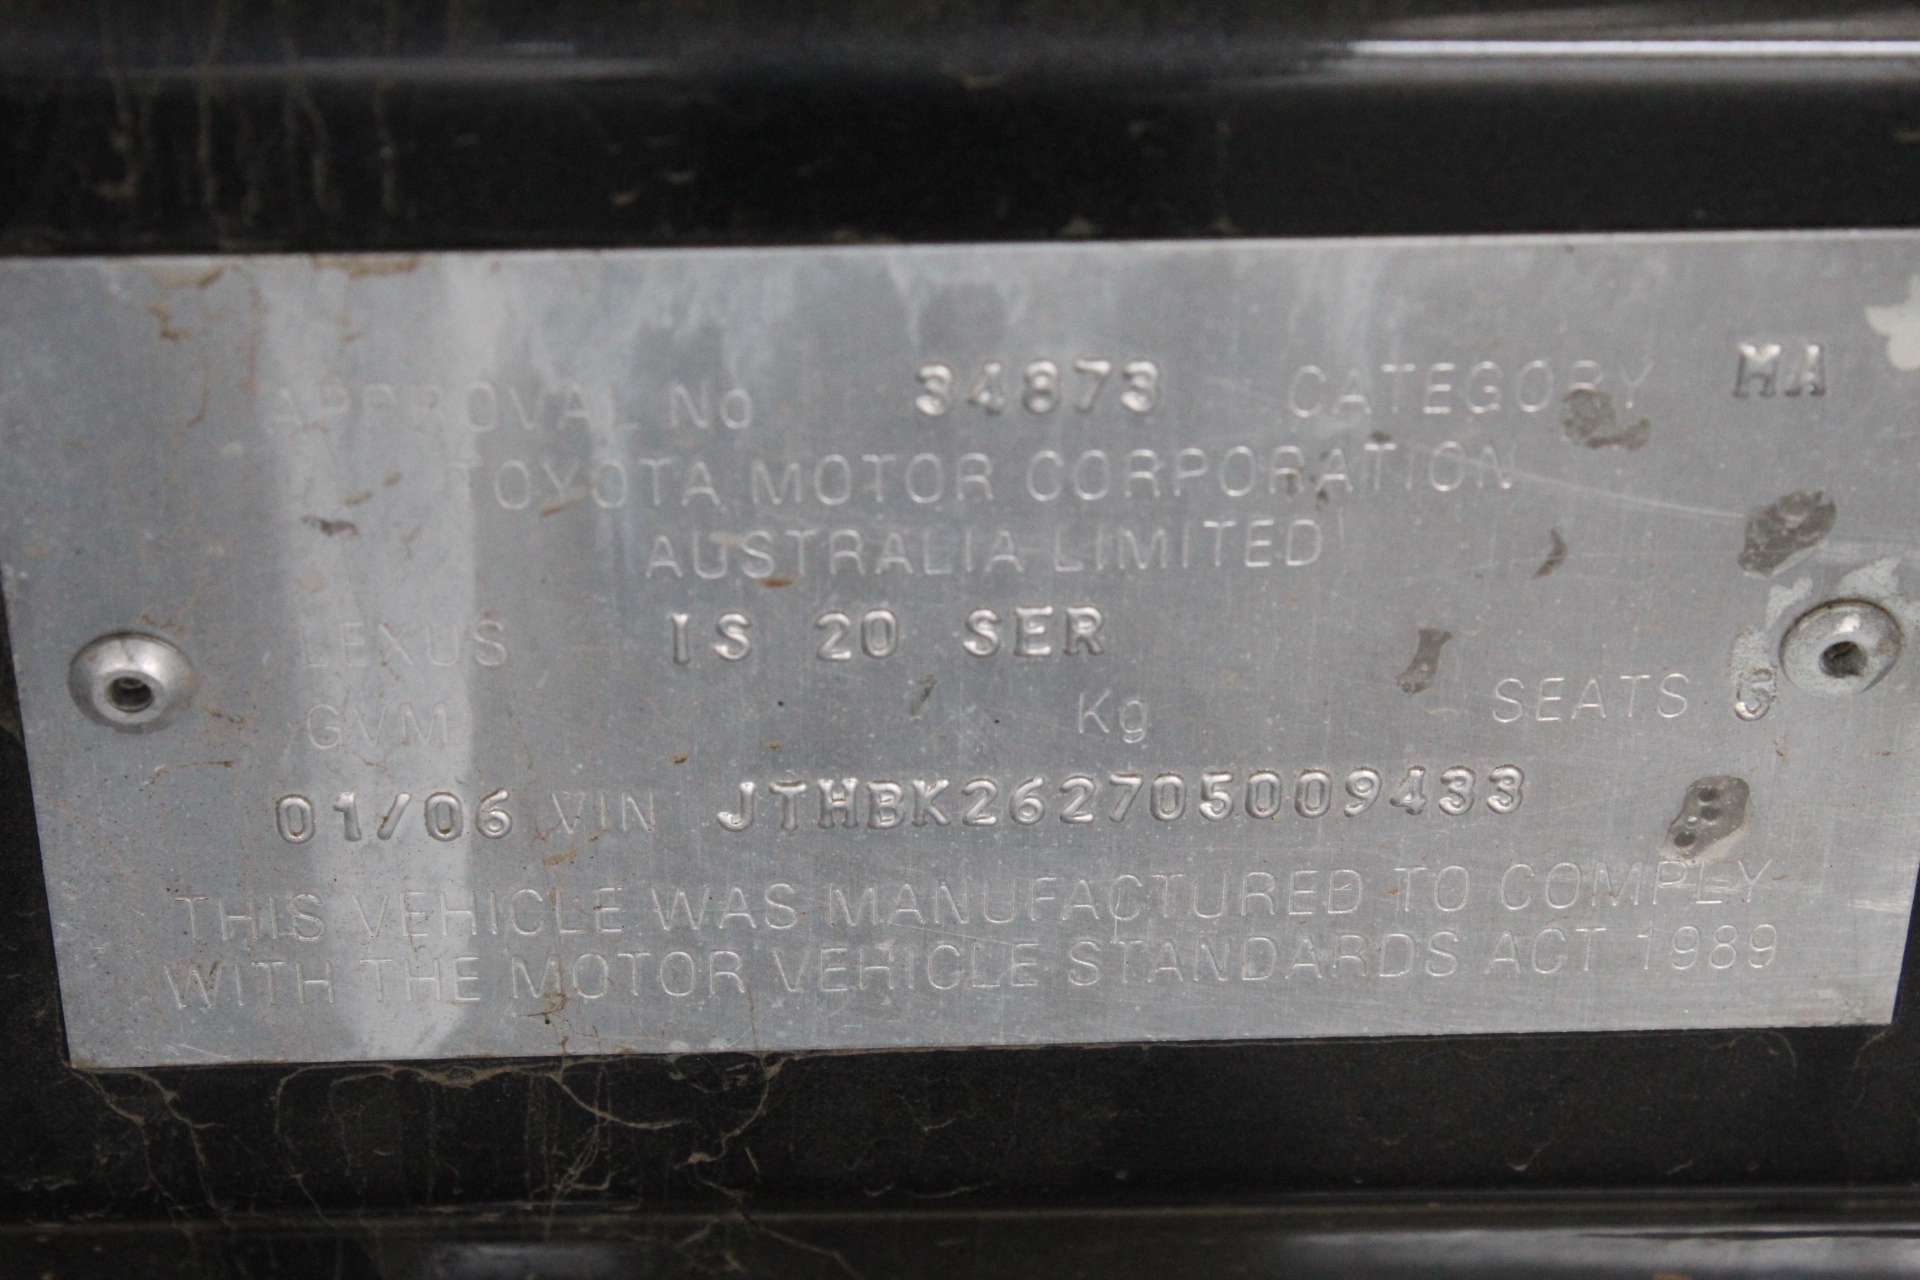 APPROVAL No 34873 CATEGORY MA
TOYOTA MOTOR CORPORATION
AUSTRALIA LIMITED
LEXUS IS 20 SER
GVM Kg SEATS 5
01/06 VIN JTHBK262705009433
THIS VEHICLE WAS MANUFACTURED TO COMPLY
WITH THE MOTOR VEHICLE STANDARDS ACT 1989